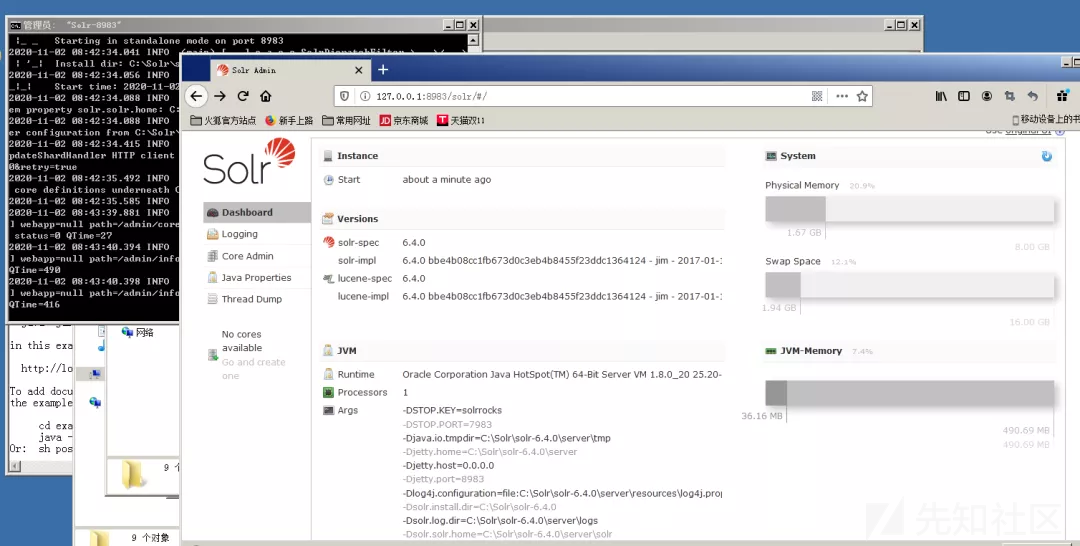 管理员: "Solr-8983"
Starting in standalone mode on port 8983
2020-11-02 08:42:34.041 INFO
Install dir: C:\Solr\s
2020-11-02 08:42:34.056 INFO
Start time: 2020-11-02
2020-11-02 08:42:34.088 INFO
em property solr.solr.home: C:
2020-11-02 08:42:34.088 INFO
er configuration from C:\Solr\
2020-11-02 08:42:34.415 INFO
pdateShardHandler HTTP client
0&retry=true
2020-11-02 08:42:35.492 INFO
core definitions underneath C
2020-11-02 08:42:35.585 INFO
2020-11-02 08:43:39.881 INFO
] webapp=null path=/admin/core
status=0 QTime=27
2020-11-02 08:43:40.394 INFO
] webapp=null path=/admin/info
QTime=490
2020-11-02 08:43:40.398 INFO
] webapp=null path=/admin/info
QTime=416
网络
in this exa
http://lo
To add docu
the example
cd exa
java -
Or: sh pos
9 个
9 个对象
Solr Admin
127.0.0.1:8983/solr/#/
火狐官方站点
新手上路
常用网址
JD 京东商城
天猫双11
移动设备上的书
Use original UI
Solr
Dashboard
Logging
Core Admin
Java Properties
Thread Dump
No cores
available
Go and create
one
Instance
Start about a minute ago
Versions
solr-spec 6.4.0
solr-impl 6.4.0 bbe4b08cc1fb673d0c3eb4b8455f23ddc1364124 - jim - 2017-01-1
lucene-spec 6.4.0
lucene-impl 6.4.0 bbe4b08cc1fb673d0c3eb4b8455f23ddc1364124 - jim - 2017-01-1
JVM
Runtime Oracle Corporation Java HotSpot(TM) 64-Bit Server VM 1.8.0_20 25.20-
Processors 1
Args -DSTOP.KEY=solrrocks
-DSTOP.PORT=7983
-Djava.io.tmpdir=C:\Solr\solr-6.4.0\server\tmp
-Djetty.home=C:\Solr\solr-6.4.0\server
-Djetty.host=0.0.0.0
-Djetty.port=8983
-Dlog4j.configuration=file:C:\Solr\solr-6.4.0\server\resources\log4j.prop
-Dsolr.install.dir=C:\Solr\solr-6.4.0
-Dsolr.log.dir=C:\Solr\solr-6.4.0\server\logs
-Dsolr.solr.home=C:\Solr\solr-6.4.0\server\solr
System
Physical Memory 20.9%
1.67 GB
8.00 GB
Swap Space 12.1%
1.94 GB
16.00 GB
JVM-Memory 7.4%
36.16 MB
490.69 MB
490.69 MB
先知社区